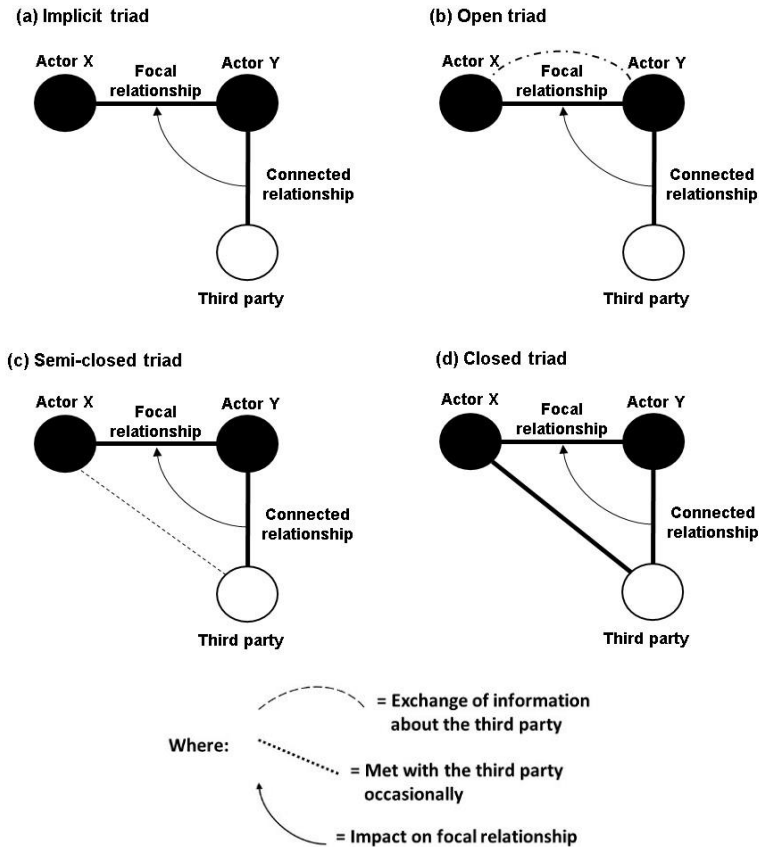 (a) Implicit triad
Actor X
Actor Y
Focal
relationship
Connected
relationship
Third party
(b) Open triad
Actor X
Actor Y
Focal
relationship
Connected
relationship
Third party
(c) Semi-closed triad
Actor X
Actor Y
Focal
relationship
Connected
relationship
Third party
(d) Closed triad
Actor X
Actor Y
Focal
relationship
Connected
relationship
Third party
Where:
= Exchange of information
about the third party
= Met with the third party
occasionally
= Impact on focal relationship